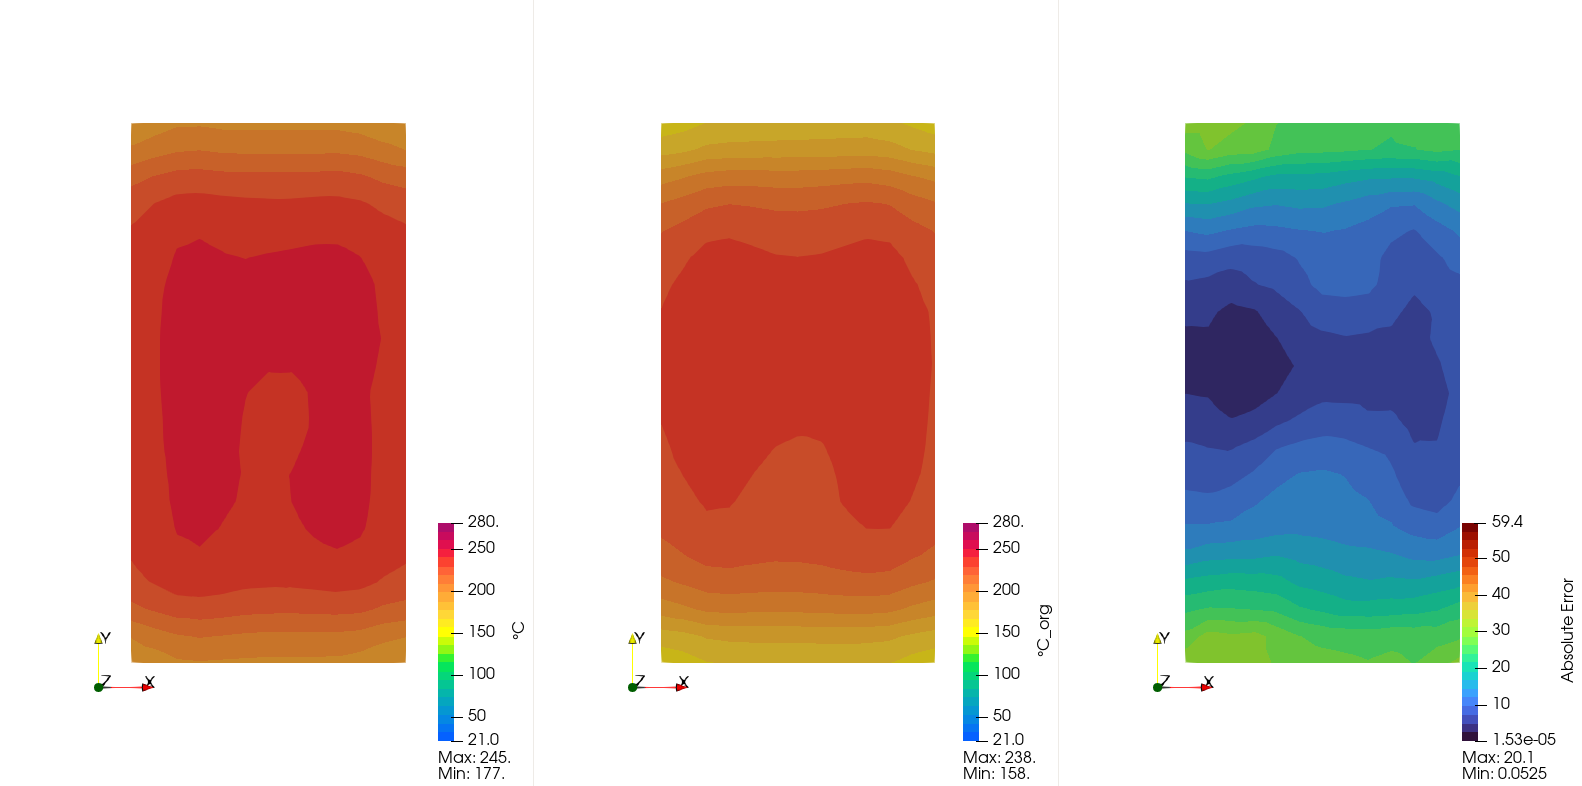 280.
250
200
150
100
50
21.0
°C
Max: 245.
Min: 177.
Y
Z
X
280.
250
200
150
100
50
21.0
°C_org
Max: 238.
Min: 158.
Y
Z
X
59.4
50
40
30
20
10
1.53e-05
Absolute Error
Max: 20.1
Min: 0.0525
Y
Z
X